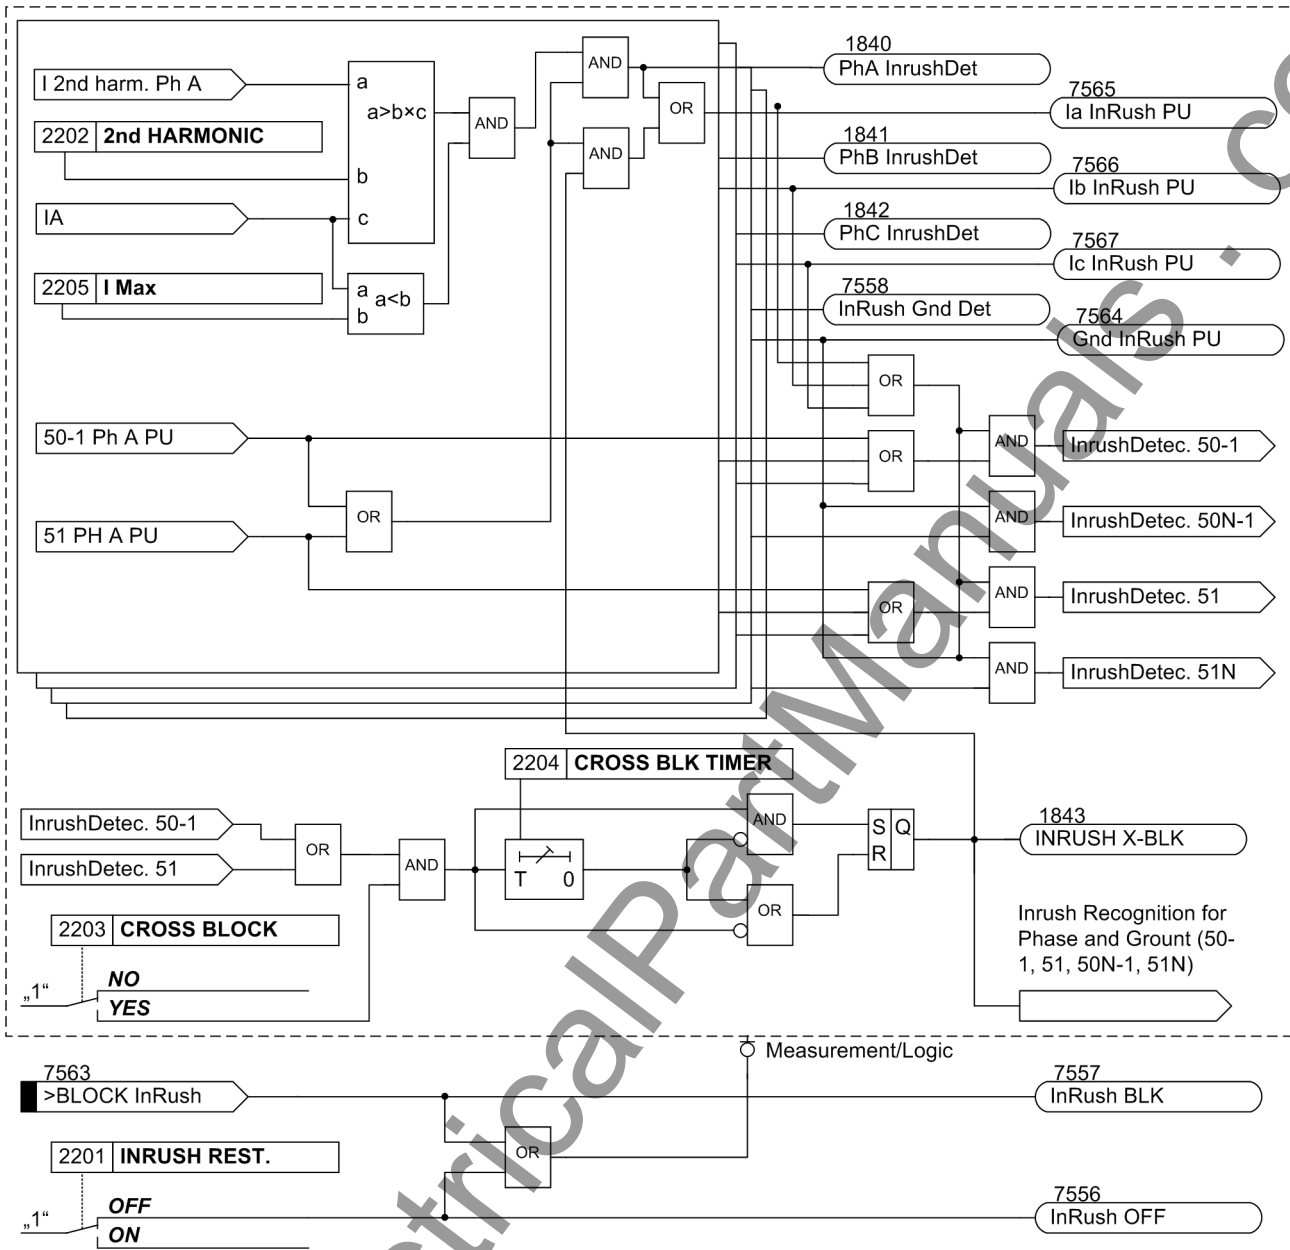 I 2nd harm. Ph A
2202 2nd HARMONIC
IA
2205 I Max
a
a>b×c
b
c
a
a<b
b
AND
AND
AND
OR
1840
PhA InrushDet
7565
Ia InRush PU
1841
PhB InrushDet
7566
Ib InRush PU
1842
PhC InrushDet
7567
Ic InRush PU
7558
InRush Gnd Det
7564
Gnd InRush PU
50-1 Ph A PU
51 PH A PU
OR
OR
OR
OR
AND
InrushDetec. 50-1
AND
InrushDetec. 50N-1
AND
InrushDetec. 51
AND
InrushDetec. 51N
2204 CROSS BLK TIMER
InrushDetec. 50-1
InrushDetec. 51
OR
AND
T 0
AND
OR
S Q
R
1843
INRUSH X-BLK
2203 CROSS BLOCK
NO
„1“
YES
Inrush Recognition for
Phase and Grount (50-
1, 51, 50N-1, 51N)
Measurement/Logic
7563
>BLOCK InRush
7557
InRush BLK
OR
2201 INRUSH REST.
OFF
„1“
ON
7556
InRush OFF
ctricalPartManuals . co